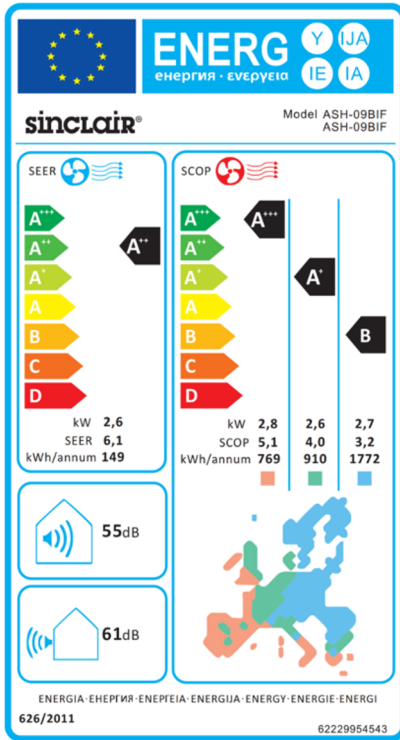 ENERG
енергия · ενεργεια
Y IJA
IE IA
sinclair®
Model ASH-09BIF
ASH-09BIF
SEER
A+++
A++
A+
A
B
C
D
A++
kW 2,6
SEER 6,1
kWh/annum 149
SCOP
A+++
A++
A+
A
B
C
D
A+++
A+
B
kW 2,8 2,6 2,7
SCOP 5,1 4,0 3,2
kWh/annum 769 910 1772
55dB
61dB
ENERGIA·ЕНЕРГИЯ·ΕΝΕΡΓΕΙΑ·ENERGIJA·ENERGY·ENERGIE·ENERGI
626/2011
62229954543